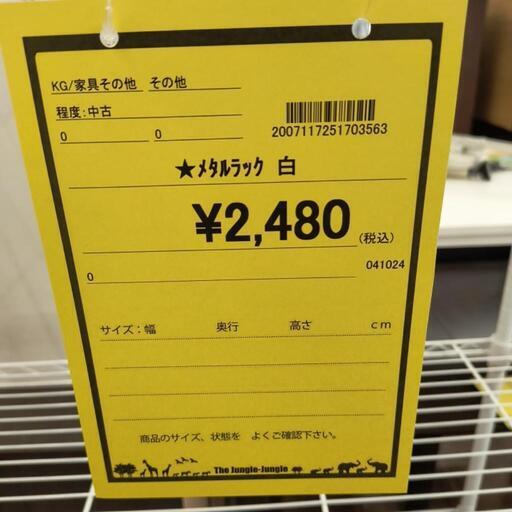 KG/家具その他 その他
程度:中古
0 0
2007117251703563
★ﾒﾀﾙﾗｯｸ 白
¥2,480(税込)
0 041024
サイズ:幅 奥行 高さ cm
商品のサイズ、状態を よくご確認下さい。
The Jungle-Jungle